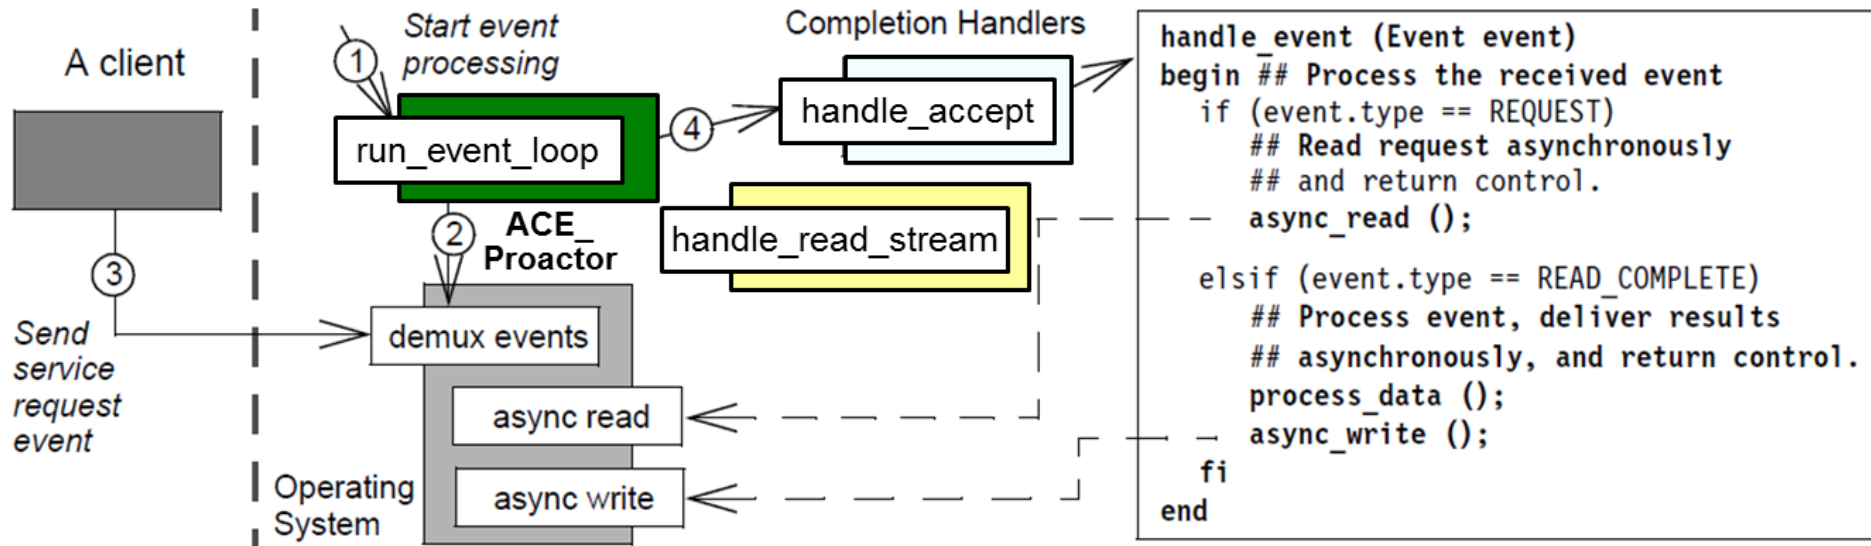 A client
1
Start event
processing
run_event_loop
4
Completion Handlers
handle_accept
handle_read_stream
2
ACE_
Proactor
3
Send
service
request
event
demux events
async read
async write
Operating
System
handle_event (Event event)
begin ## Process the received event
if (event.type == REQUEST)
## Read request asynchronously
## and return control.
async_read ();
elsif (event.type == READ_COMPLETE)
## Process event, deliver results
## asynchronously, and return control.
process_data ();
async_write ();
fi
end